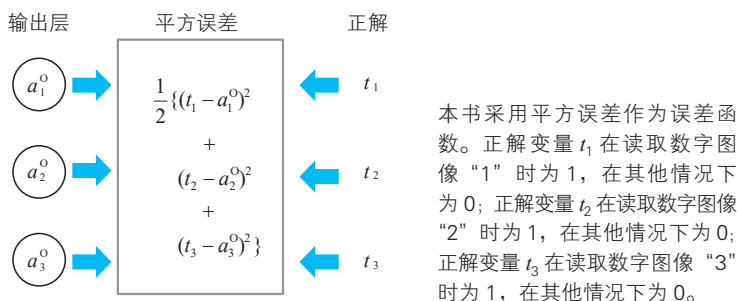 输出层 平方误差 正解
a₁ᴼ 1/2{(t₁ − a₁ᴼ)² t₁
+
a₂ᴼ (t₂ − a₂ᴼ)² t₂
+
a₃ᴼ (t₃ − a₃ᴼ)²} t₃
本书采用平方误差作为误差函
数。正解变量 t₁ 在读取数字图
像“1”时为 1，在其他情况下
为 0；正解变量 t₂ 在读取数字图像
“2”时为 1，在其他情况下为 0；
正解变量 t₃ 在读取数字图像“3”
时为 1，在其他情况下为 0。